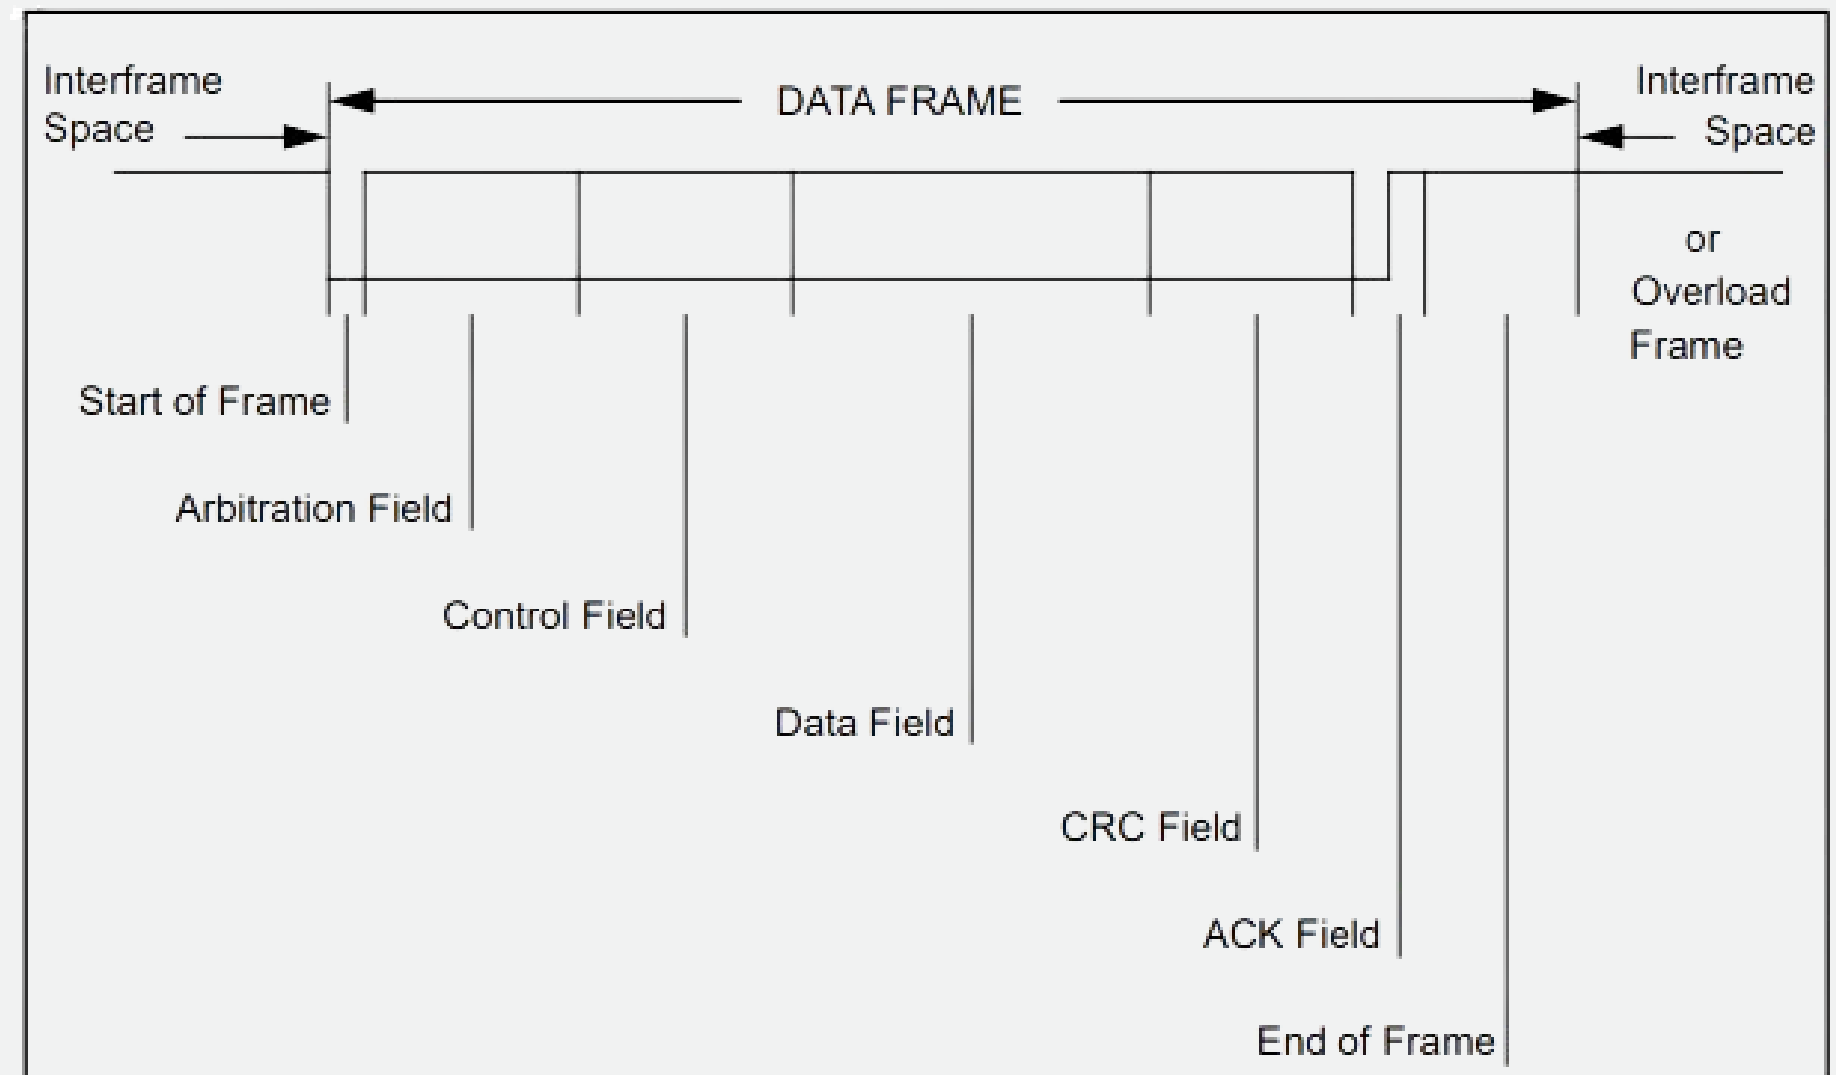 Interframe
Space
DATA FRAME
Interframe
Space
or
Overload
Frame
Start of Frame
Arbitration Field
Control Field
Data Field
CRC Field
ACK Field
End of Frame